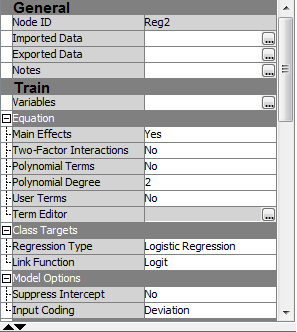 General
Node ID Reg2
Imported Data ...
Exported Data ...
Notes ...
Train
Variables ...
Equation
Main Effects Yes
Two-Factor Interactions No
Polynomial Terms No
Polynomial Degree 2
User Terms No
Term Editor ...
Class Targets
Regression Type Logistic Regression
Link Function Logit
Model Options
Suppress Intercept No
Input Coding Deviation